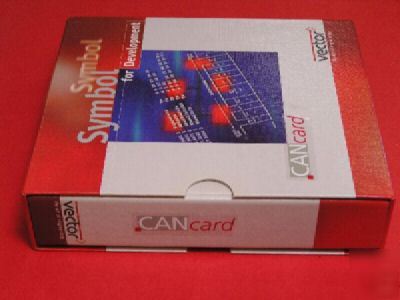 Symbol
Symbol
for Development
vector
CANcard
vector
CANcard